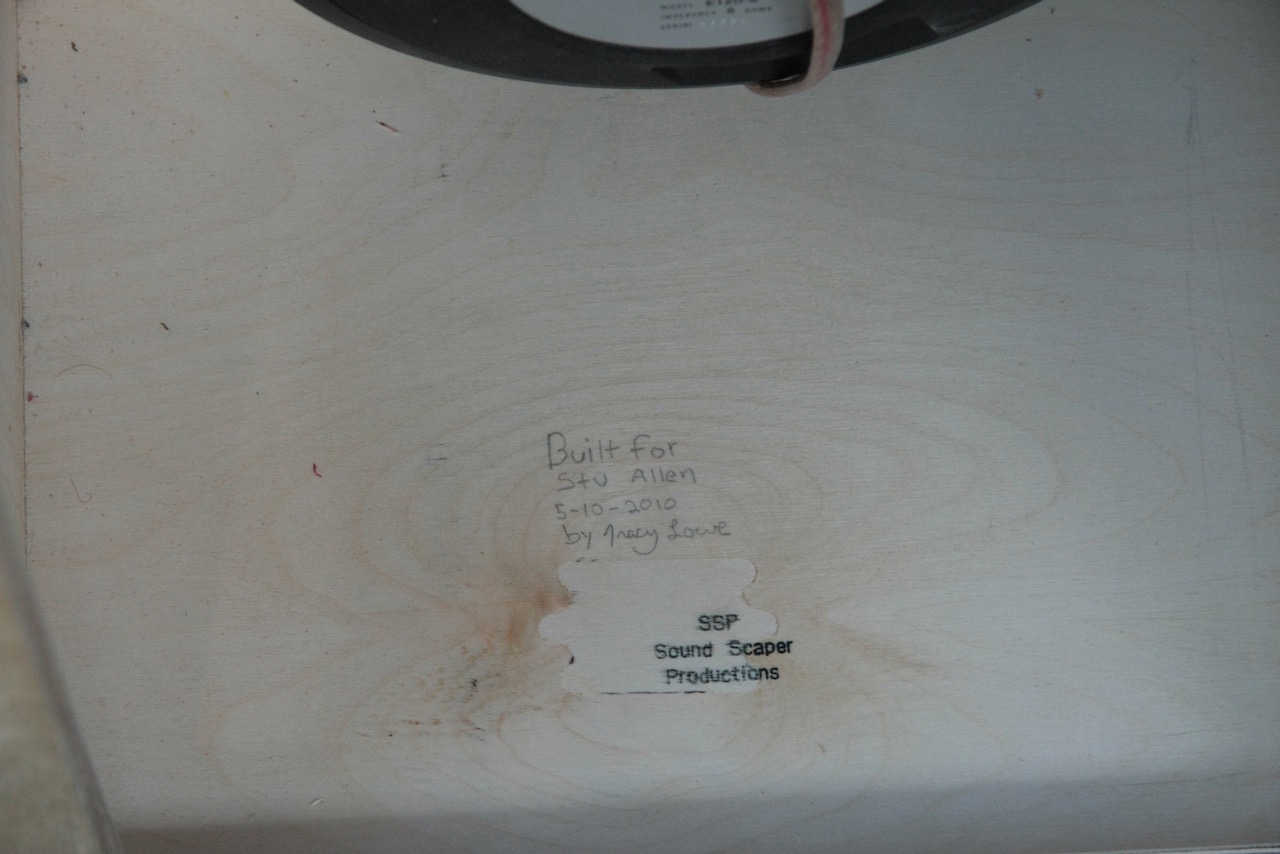 Built for
Stu Allen
5-10-2010
by Tracy Lowe
SSP
Sound Scaper
Productions